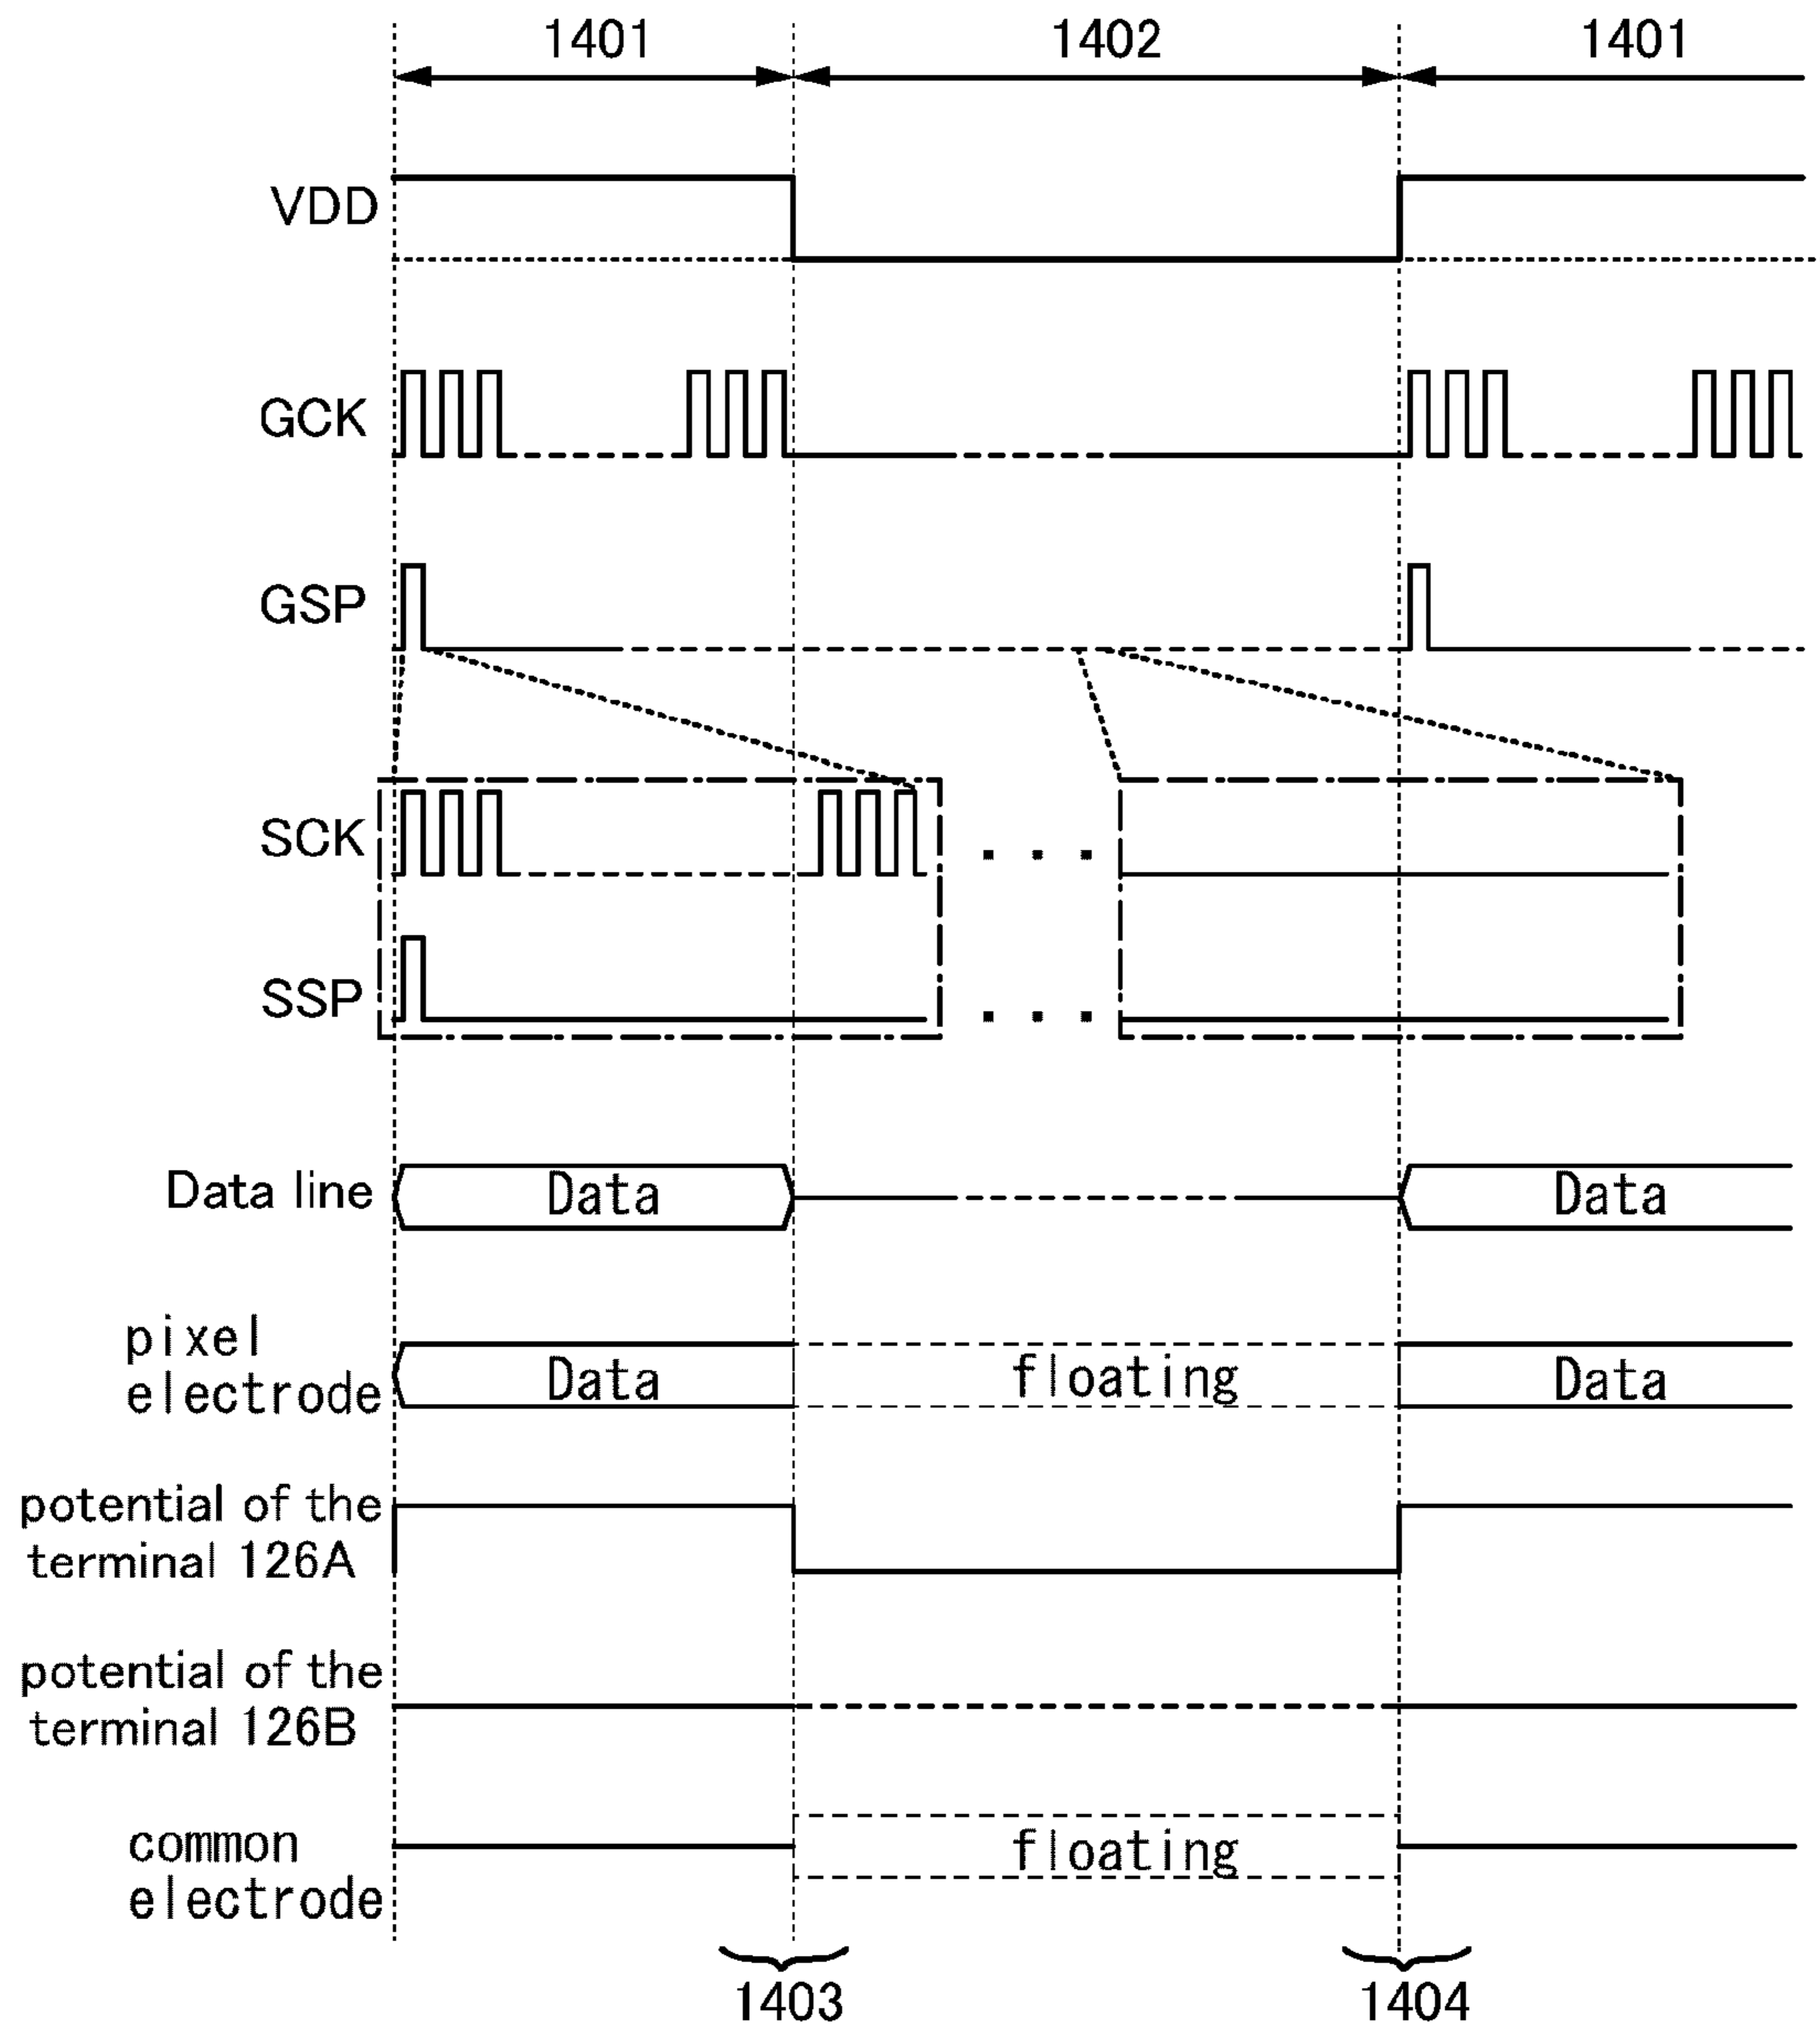 1401 1402 1401
VDD
GCK
GSP
SCK
SSP
Data line Data Data
pixel
electrode Data floating Data
potential of the
terminal 126A
potential of the
terminal 126B
common
electrode floating
1403 1404